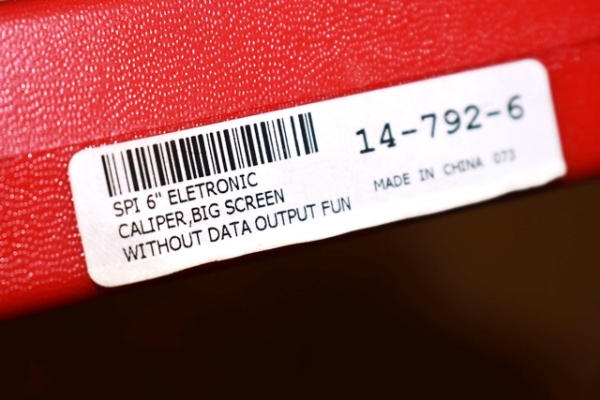 14-792-6
MADE IN CHINA 073
SPI 6" ELETRONIC
CALIPER,BIG SCREEN
WITHOUT DATA OUTPUT FUN